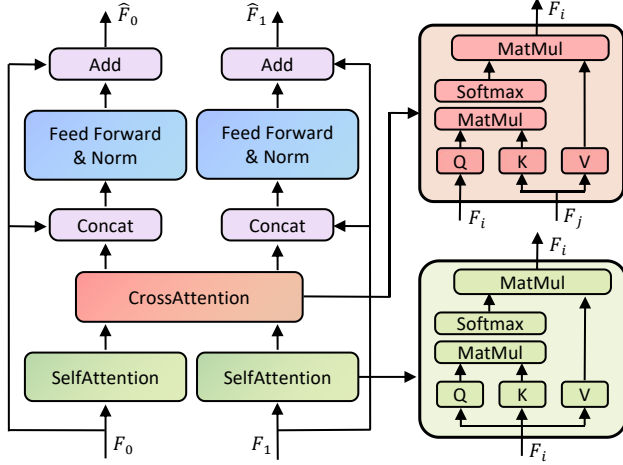 F̂₀
F̂₁
Add
Add
Feed Forward
& Norm
Feed Forward
& Norm
Concat
Concat
CrossAttention
SelfAttention
SelfAttention
F₀
F₁
Fᵢ
MatMul
Softmax
MatMul
Q
K
V
Fᵢ
Fⱼ
Fᵢ
MatMul
Softmax
MatMul
Q
K
V
Fᵢ